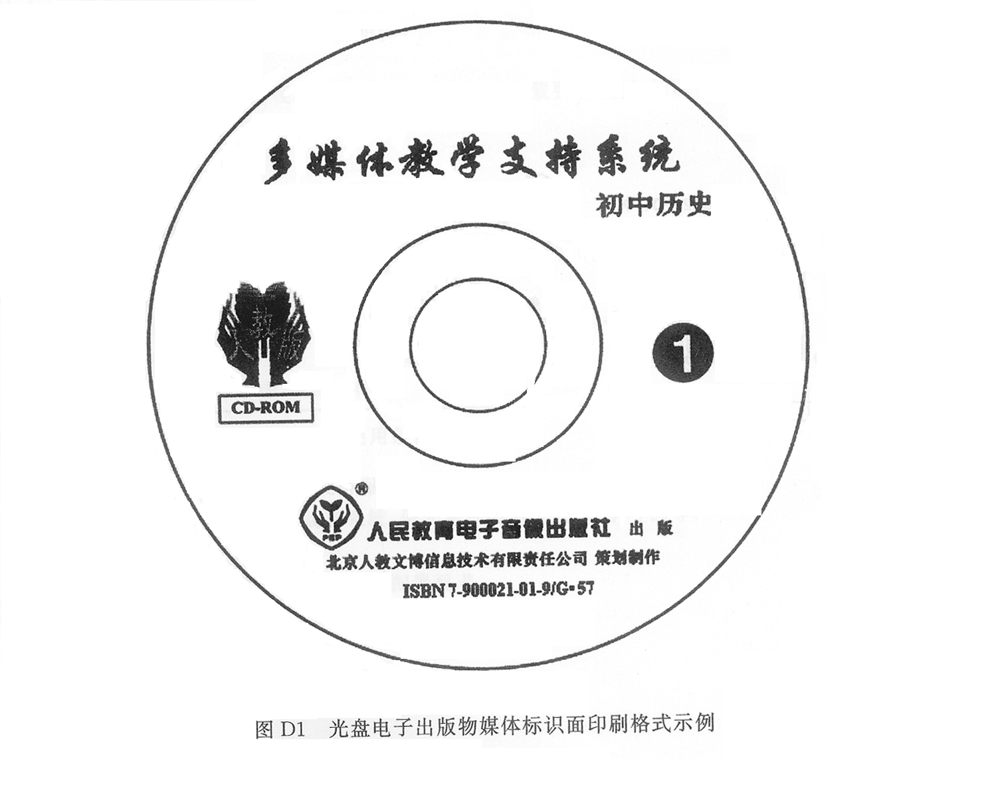 多媒体教学支持系统
初中历史
人教版
CD-ROM
1
PEP
®
人民教育电子音像出版社 出版
北京人教文博信息技术有限责任公司 策划制作
ISBN 7-900021-01-9/G·57
图 D1 光盘电子出版物媒体标识面印刷格式示例